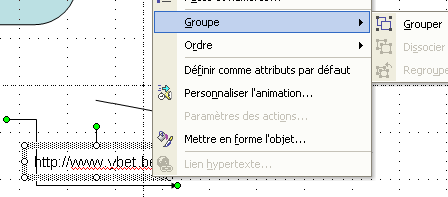 Groupe
Grouper
Ordre
Dissocier
Regroupe
Définir comme attributs par défaut
Personnaliser l'animation...
Paramètres des actions...
Mettre en forme l'objet...
http://www.ybet.be
Lien hypertexte...